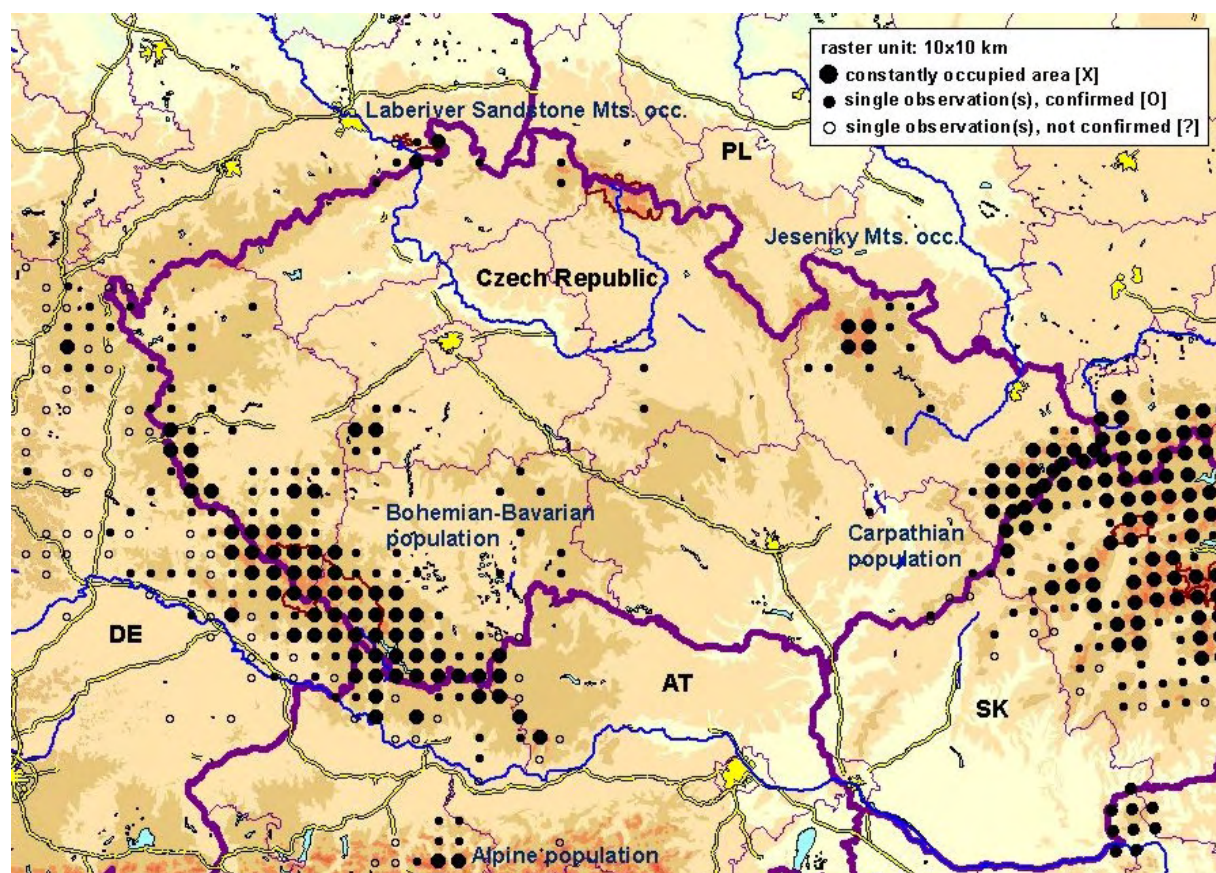 raster unit: 10x10 km
constantly occupied area [X]
single observation(s), confirmed [O]
single observation(s), not confirmed [?]
Laberiver Sandstone Mts. occ.
PL
Jeseniky Mts. occ.
Czech Republic
Bohemian-Bavarian
population
Carpathian
population
DE
AT
SK
Alpine population